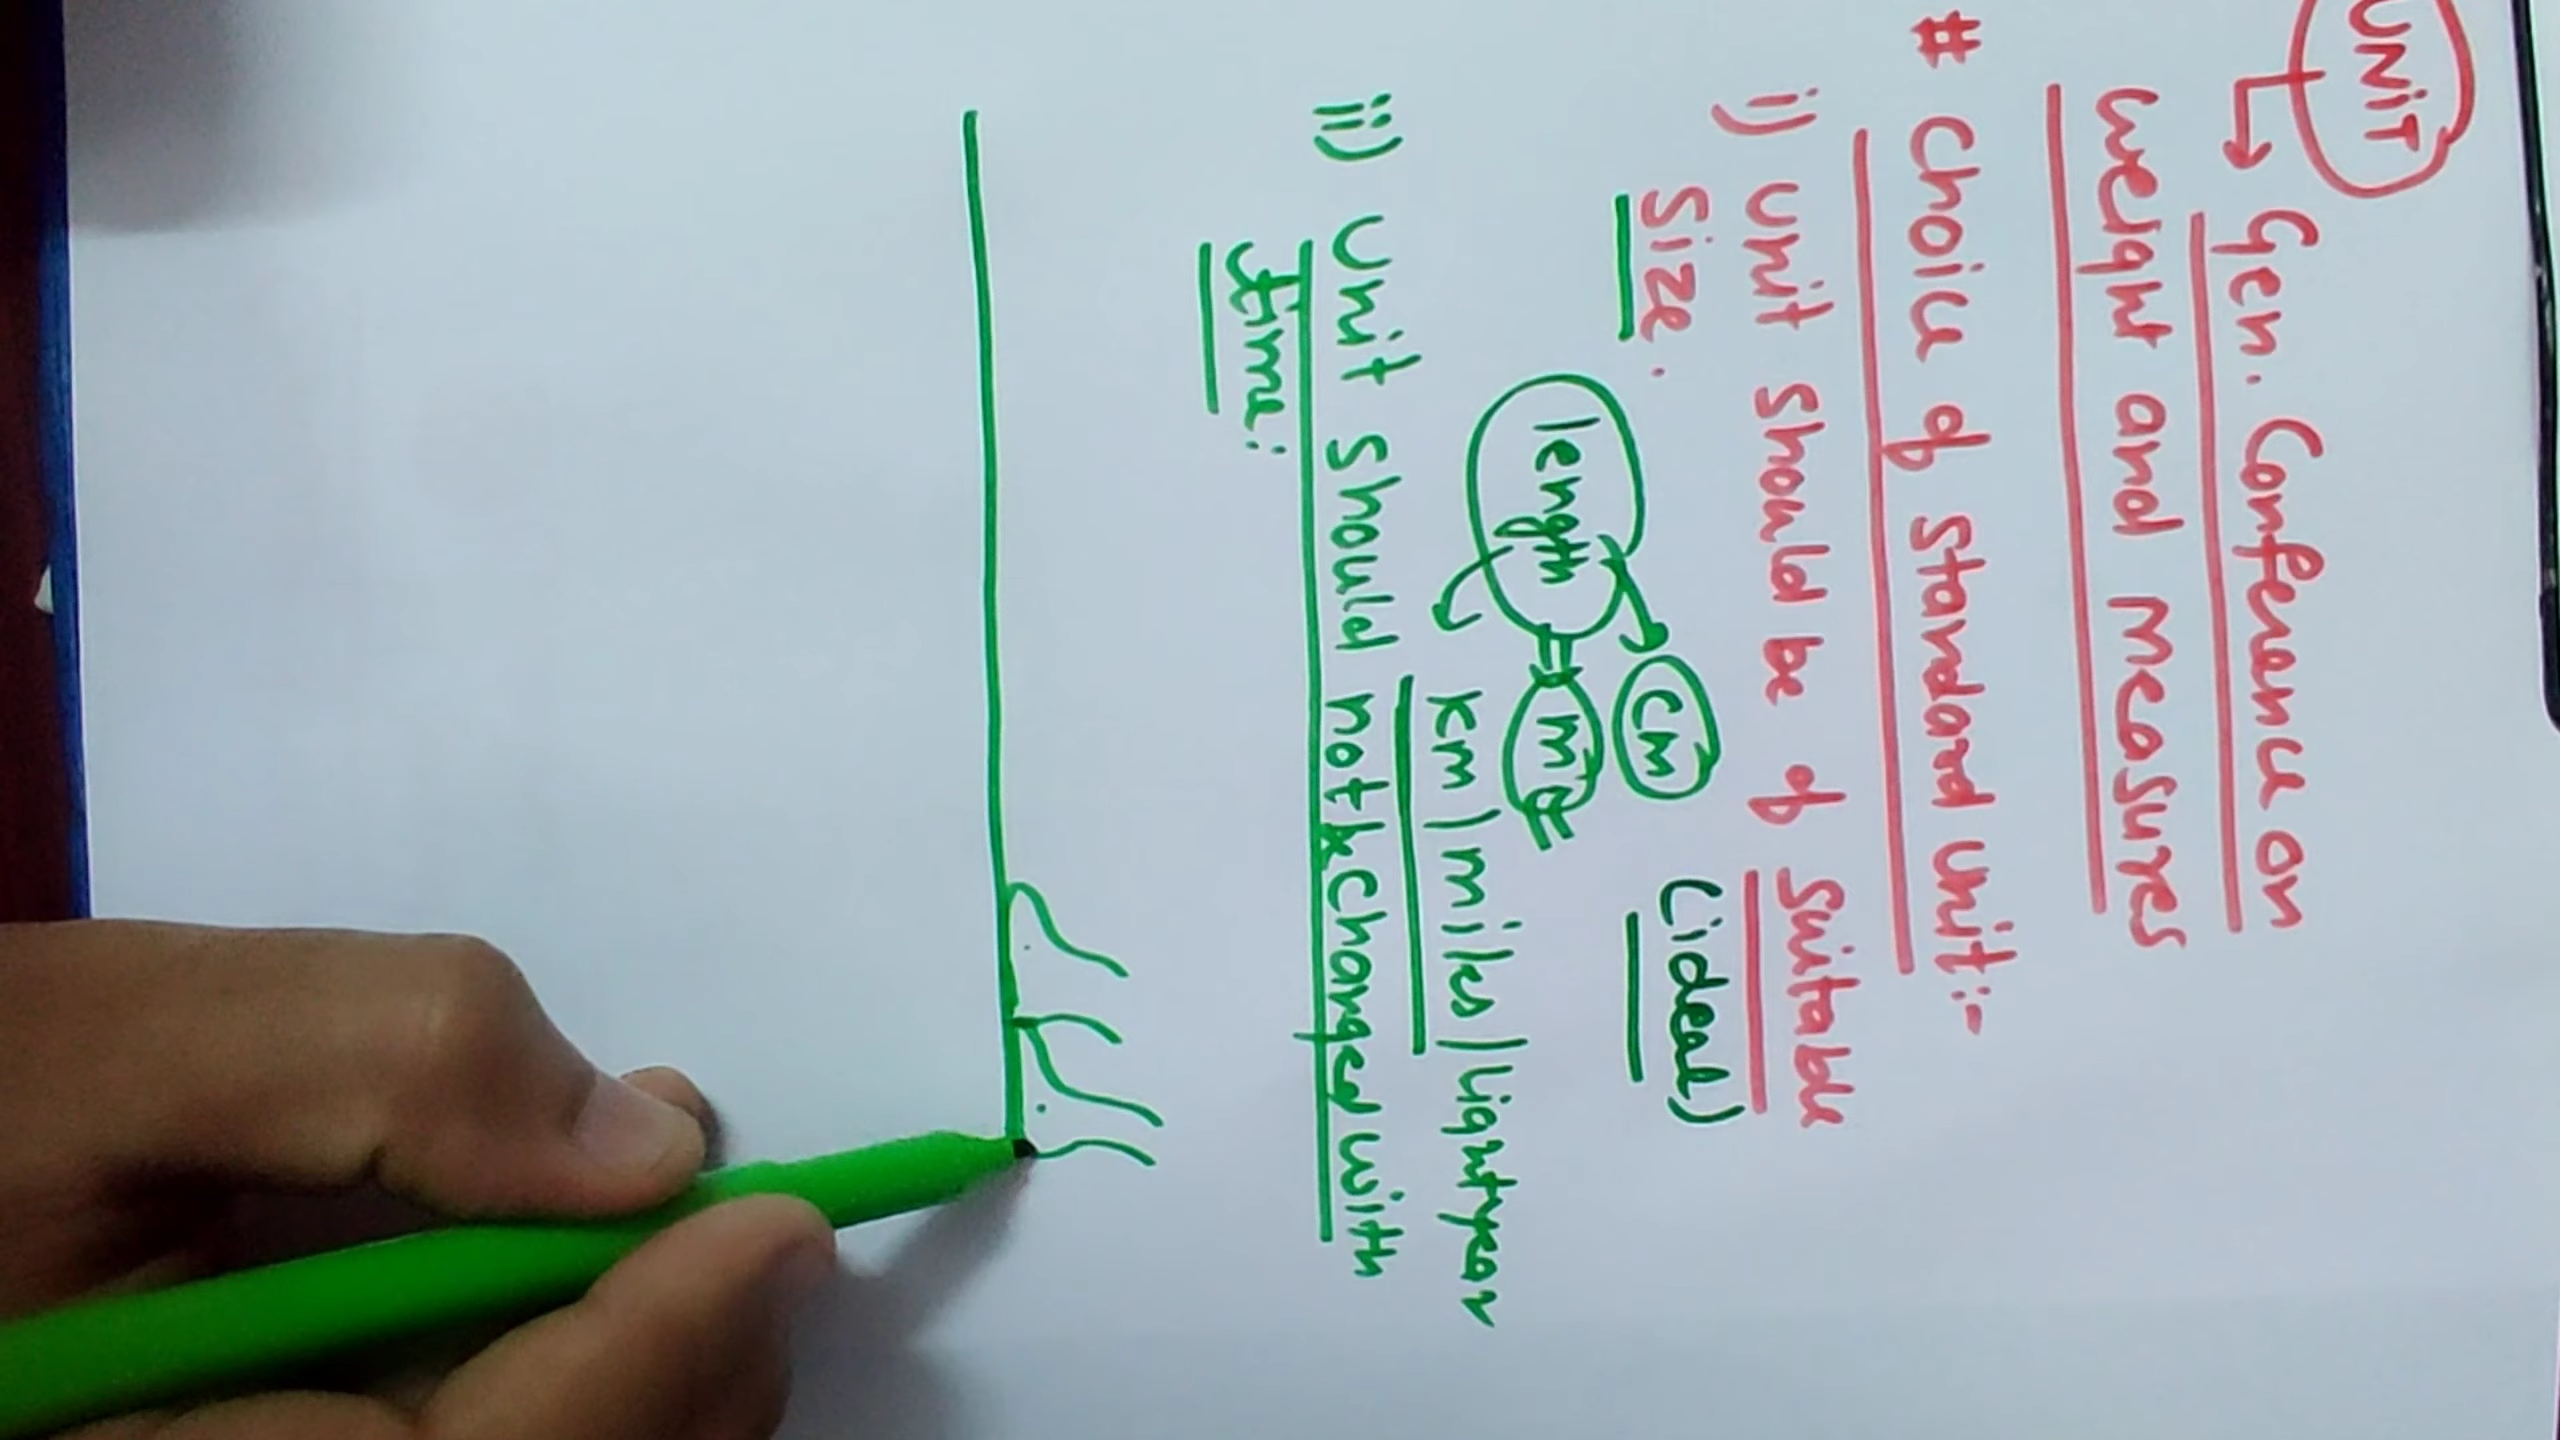 UNIT
↳ Gen. Conference on
weight and Measures
# Choice of Standard Unit:-
i) Unit should be of Suitable
Size.
(ideal)
cm
length = m
km/miles/Lightyear
ii) Unit should not changed with
time: